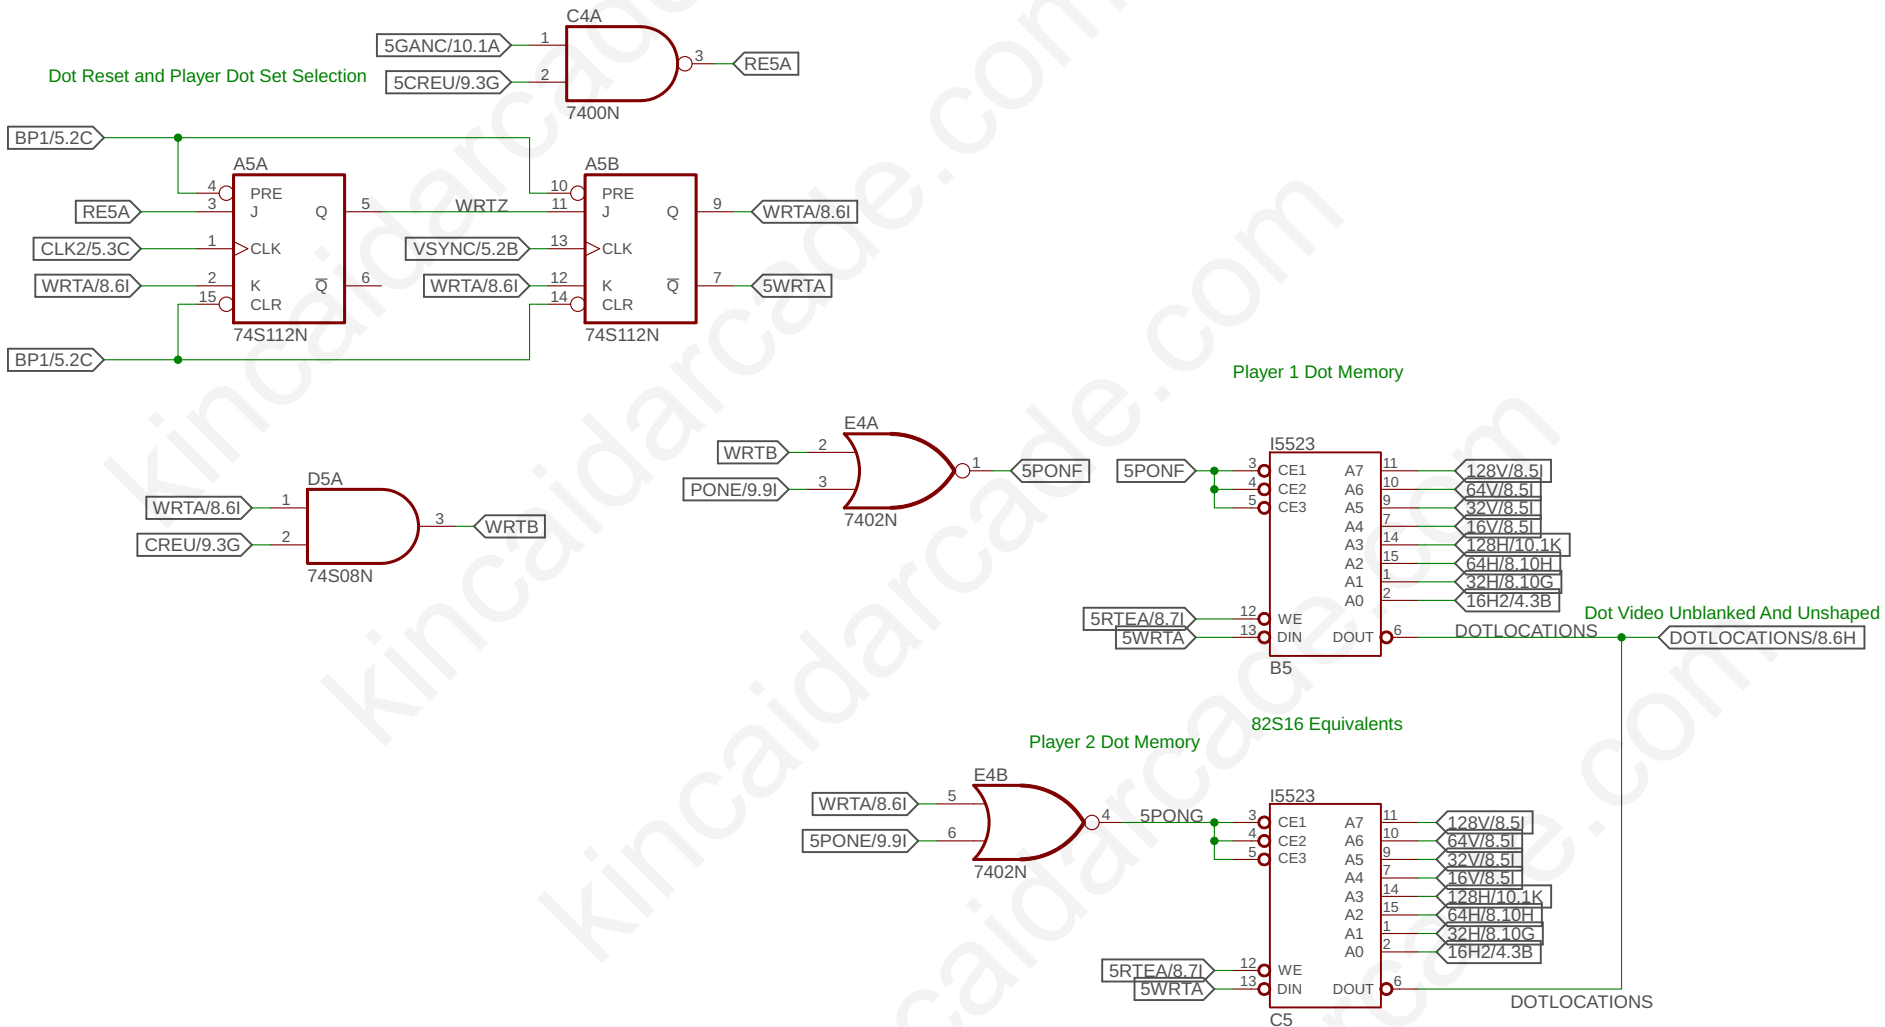 C4A
5GANC/10.1A 1
3 RE5A
5CREU/9.3G 2
7400N
Dot Reset and Player Dot Set Selection
BP1/5.2C
A5A
4 PRE
RE5A 3 J Q 5 WRTZ
CLK2/5.3C 1 CLK
WRTA/8.6I 2 K Q 6
15 CLR
74S112N
BP1/5.2C
A5B
10 PRE
11 J Q 9 WRTA/8.6I
VSYNC/5.2B 13 CLK
WRTA/8.6I 12 K Q 7 5WRTA
14 CLR
74S112N
D5A
WRTA/8.6I 1
3 WRTB
CREU/9.3G 2
74S08N
E4A
WRTB 2
1 5PONF
PONE/9.9I 3
7402N
Player 1 Dot Memory
I5523
5PONF 3 CE1 A7 11 128V/8.5I
4 CE2 A6 10 64V/8.5I
5 CE3 A5 9 32V/8.5I
A4 7 16V/8.5I
A3 14 128H/10.1K
A2 15 64H/8.10H
A1 1 32H/8.10G
A0 2 16H2/4.3B
5RTEA/8.7I 12 WE
5WRTA 13 DIN DOUT 6 DOTLOCATIONS DOTLOCATIONS/8.6H
B5
Dot Video Unblanked And Unshaped
82S16 Equivalents
Player 2 Dot Memory
E4B
WRTA/8.6I 5
4 5PONG
5PONE/9.9I 6
7402N
I5523
3 CE1 A7 11 128V/8.5I
4 CE2 A6 10 64V/8.5I
5 CE3 A5 9 32V/8.5I
A4 7 16V/8.5I
A3 14 128H/10.1K
A2 15 64H/8.10H
A1 1 32H/8.10G
A0 2 16H2/4.3B
5RTEA/8.7I 12 WE
5WRTA 13 DIN DOUT 6 DOTLOCATIONS
C5
kincaidarcade.com
kincaidarcade.com
kincaidarcade.com
kincaidarcade.com